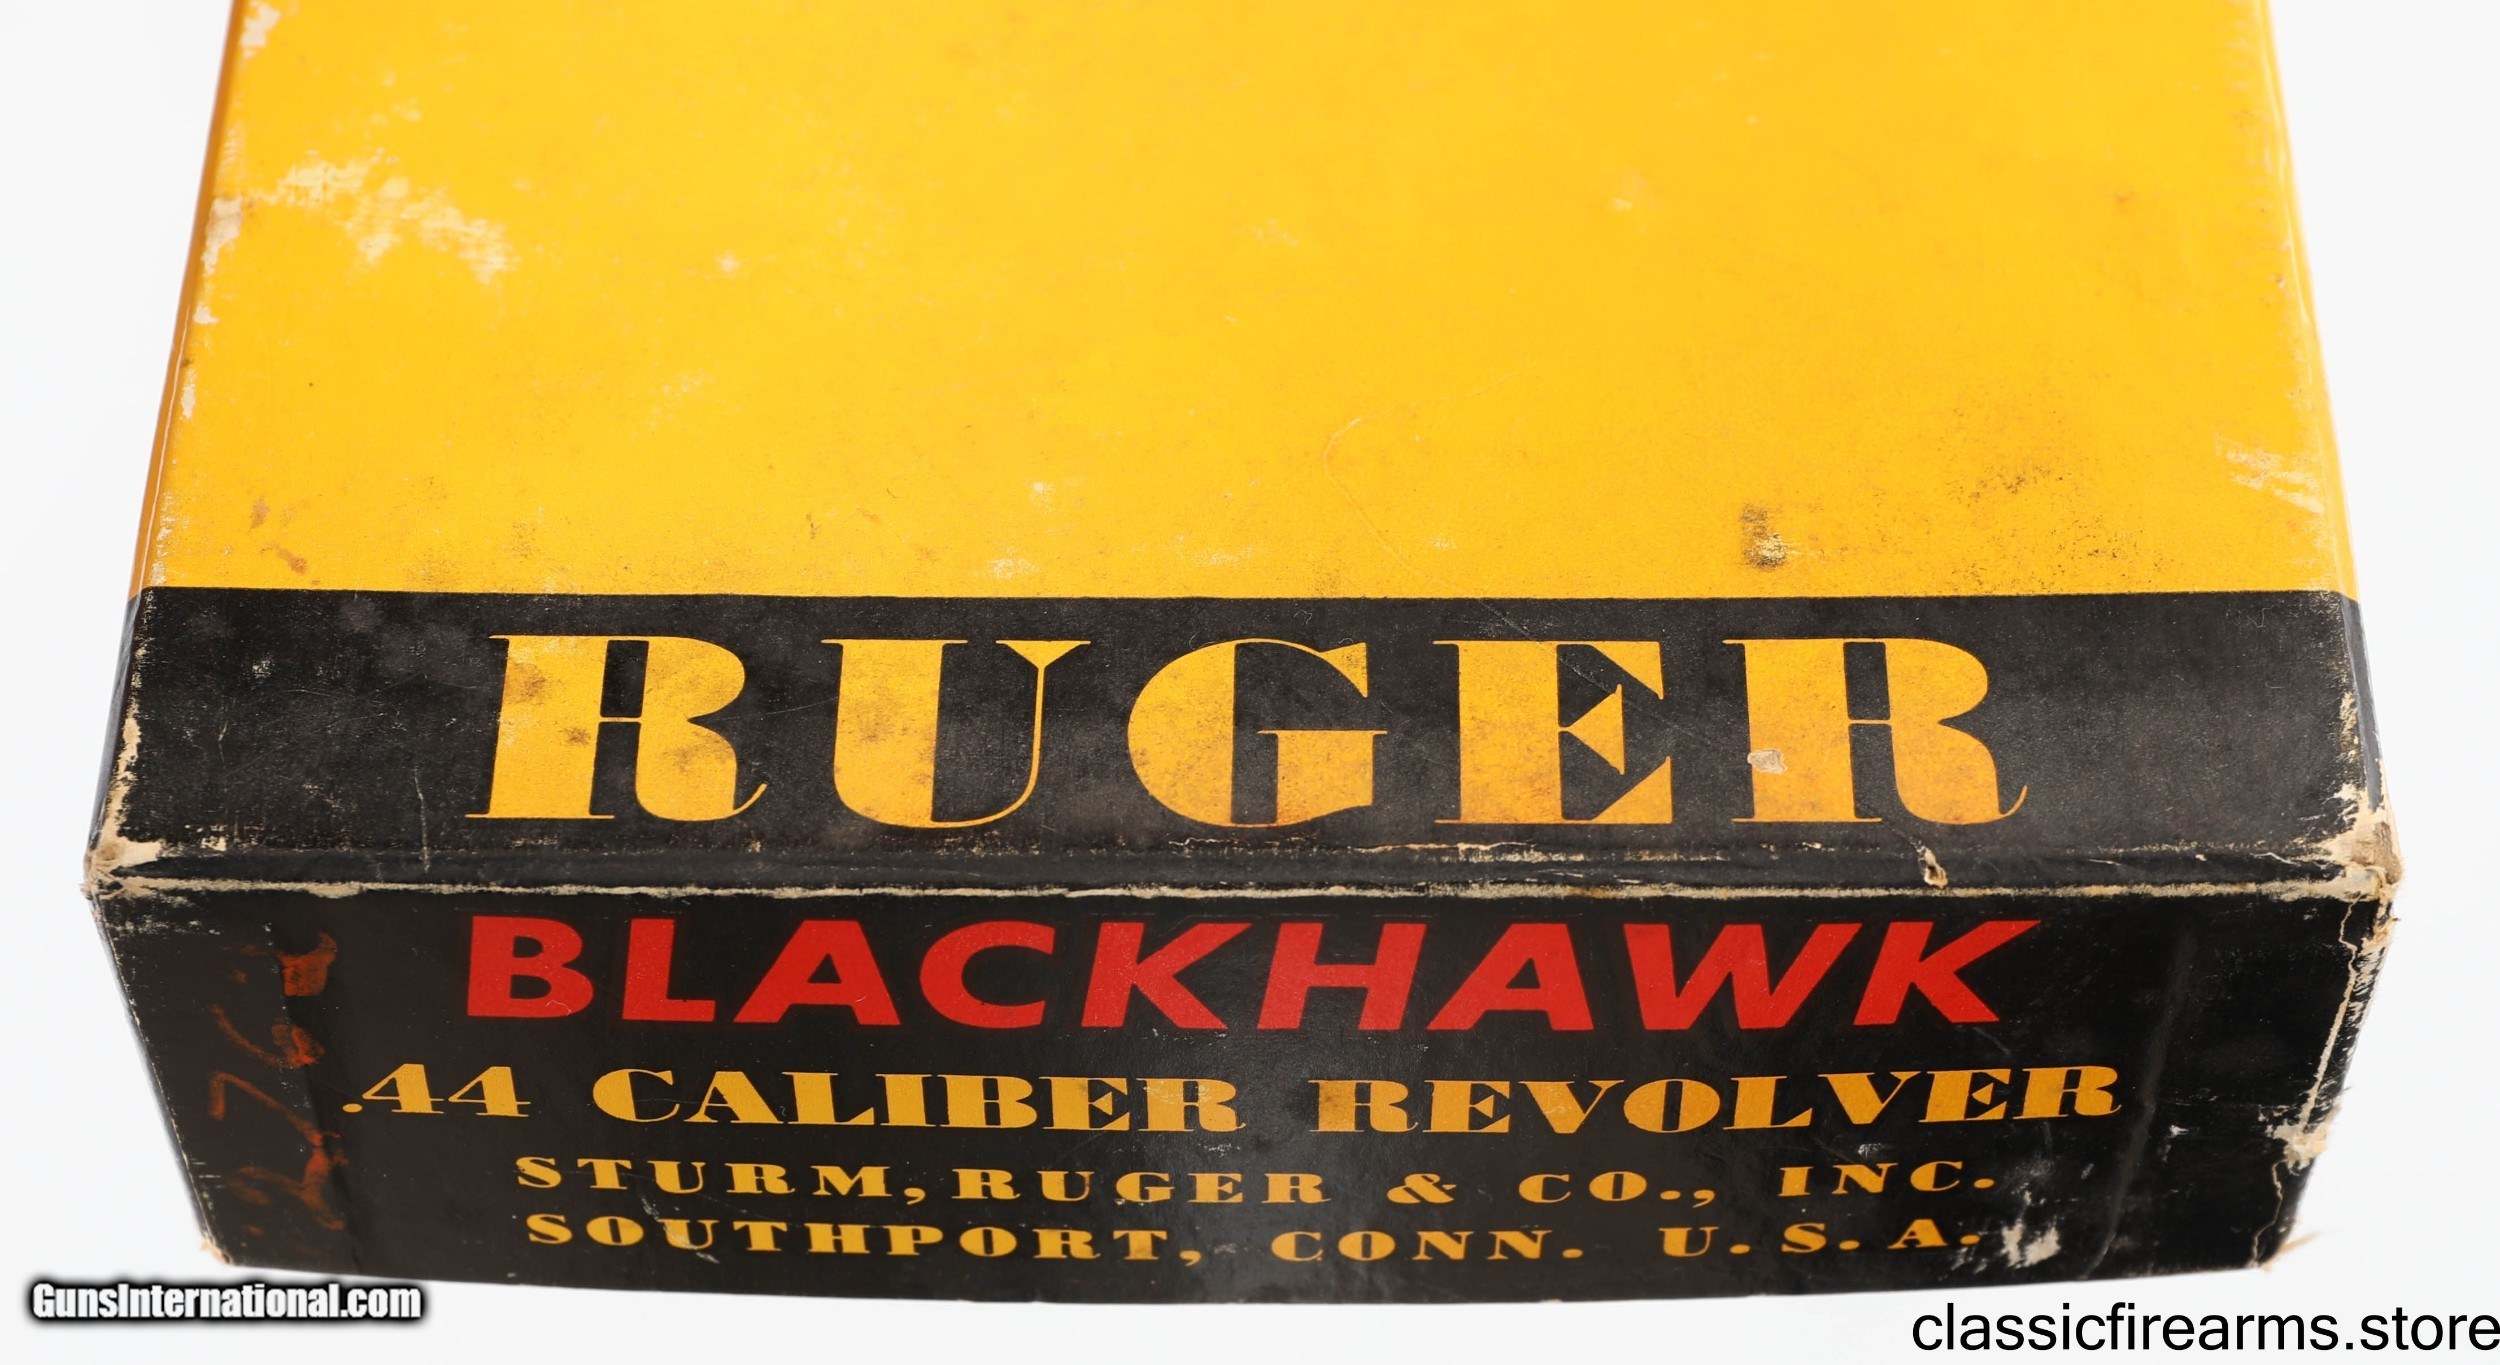 RUGER
BLACKHAWK
.44 CALIBER REVOLVER
STURM, RUGER & CO., INC.
SOUTHPORT, CONN. U. S. A.
GunsInternational.com
classicfirearms.store